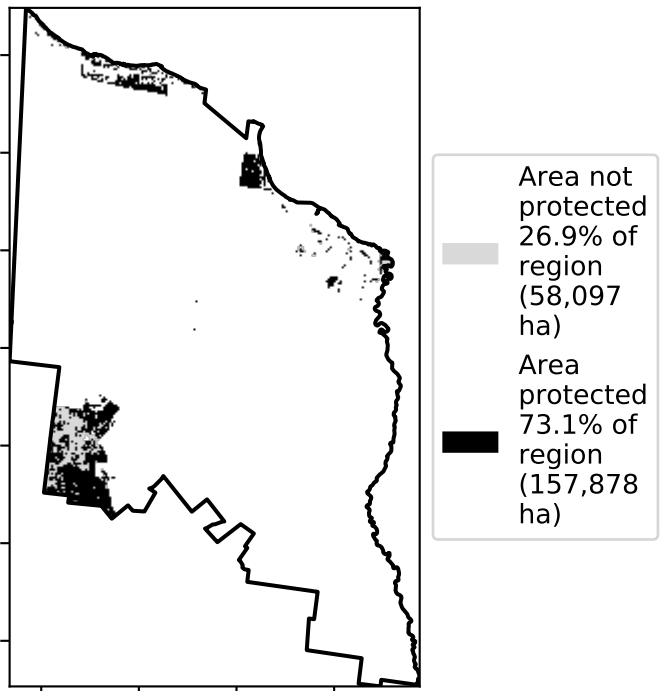 Area not
protected
26.9% of
region
(58,097
ha)
Area
protected
73.1% of
region
(157,878
ha)